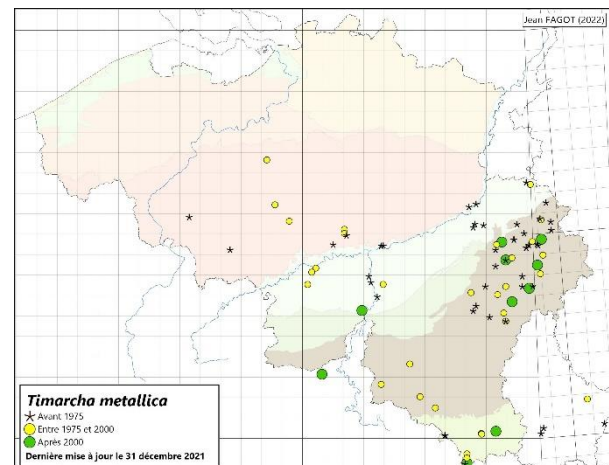 Jean FAGOT (2022)
Timarcha metallica
Avant 1975
Entre 1975 et 2000
Après 2000
Dernière mise à jour le 31 décembre 2021